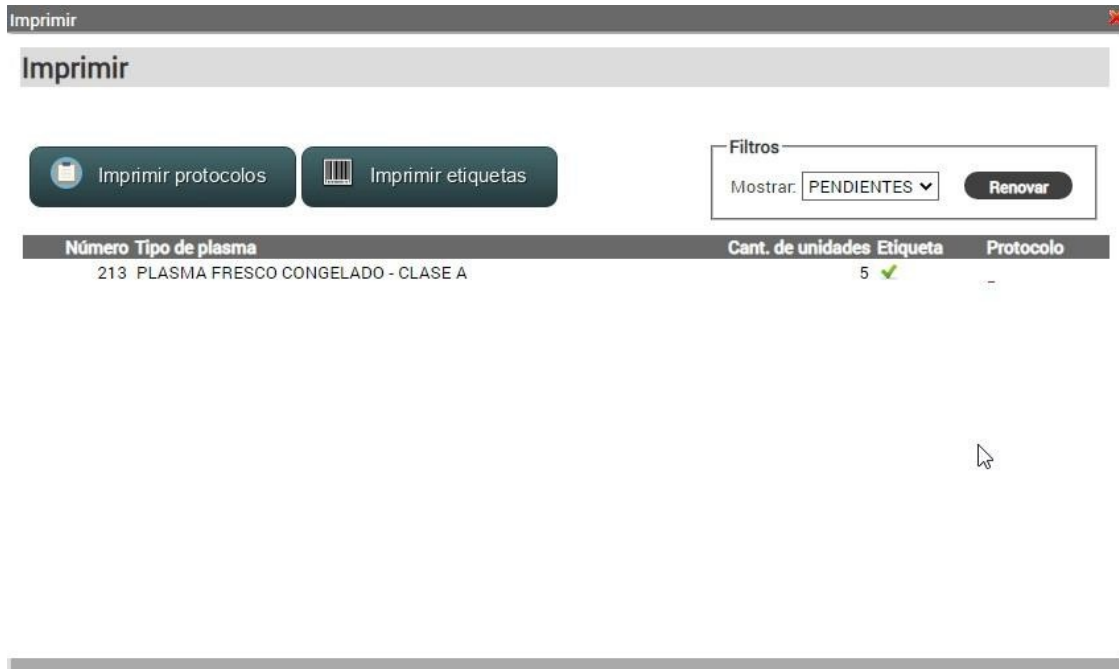 Imprimir
Imprimir
Imprimir protocolos
Imprimir etiquetas
Filtros
Mostrar: PENDIENTES
Renovar
Número Tipo de plasma Cant. de unidades Etiqueta Protocolo
213 PLASMA FRESCO CONGELADO - CLASE A 5 -